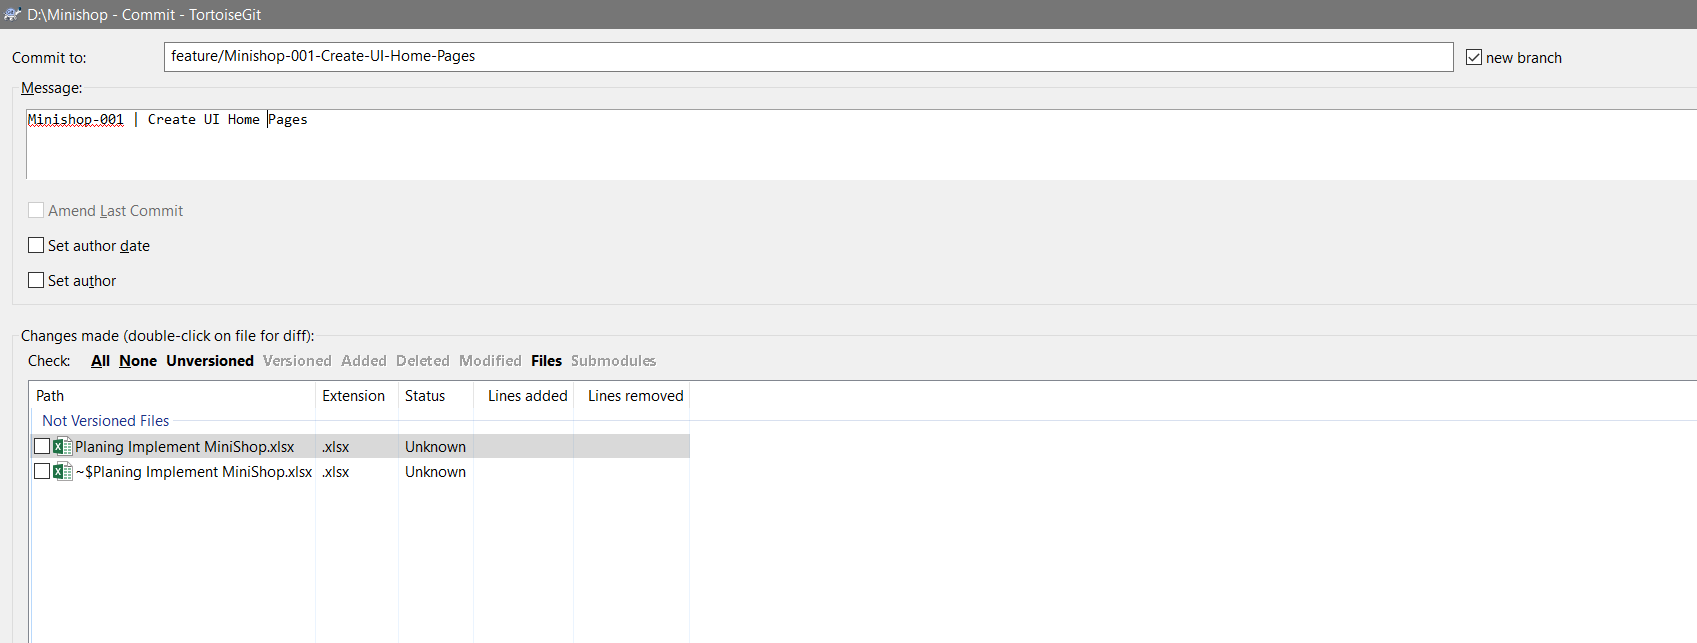 D:\Minishop - Commit - TortoiseGit
Commit to: feature/Minishop-001-Create-UI-Home-Pages new branch
Message:
Minishop-001 | Create UI Home Pages
Amend Last Commit
Set author date
Set author
Changes made (double-click on file for diff):
Check: All None Unversioned Versioned Added Deleted Modified Files Submodules
Path Extension Status Lines added Lines removed
Not Versioned Files
Planing Implement MiniShop.xlsx .xlsx Unknown
~$Planing Implement MiniShop.xlsx .xlsx Unknown